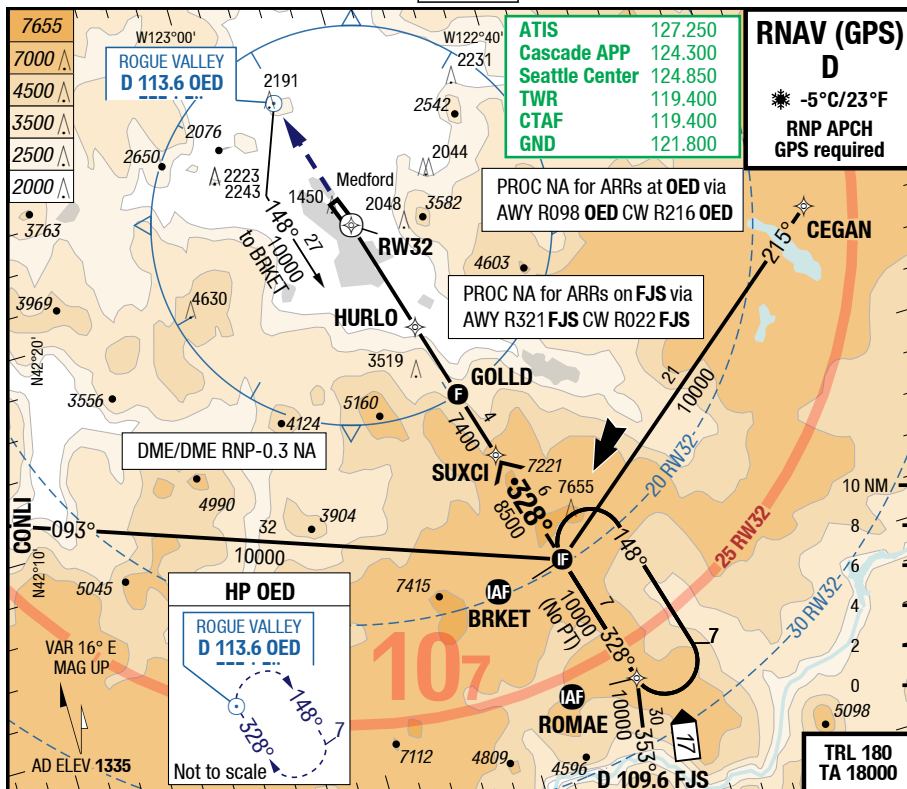 7655
7000
4500
3500
2500
2000
W123°00'
W122°40'
ROGUE VALLEY
D 113.6 OED
2191
2231
2542
2076
2650
2223
2243
2044
Medford
1450
2048
3582
3763
RW32
148° 27
10000
to BRKET
ATIS 127.250
Cascade APP 124.300
Seattle Center 124.850
TWR 119.400
CTAF 119.400
GND 121.800
RNAV (GPS)
D
-5°C/23°F
RNP APCH
GPS required
PROC NA for ARRs at OED via
AWY R098 OED CW R216 OED
CEGAN
215°
4603
PROC NA for ARRs on FJS via
AWY R321 FJS CW R022 FJS
3969
4630
HURLO
N42°20'
3519
GOLLD
F
3556
5160
4124
4
7400
21
10000
20 RW32
DME/DME RNP-0.3 NA
SUXCI
7221
7655
6
328°
8500
4990
3904
CONLI
093°
32
10000
IF
148°
25 RW32
10 NM
8
6
4
2
0
N42°10'
5045
7415
IAF
BRKET
7
10000
(No PT)
328°
7
30 RW32
HP OED
ROGUE VALLEY
D 113.6 OED
148°
328°
7
Not to scale
107
VAR 16° E
MAG UP
AD ELEV 1335
IAF
ROMAE
30
10000
353°
17
5098
7112
4809
4596
D 109.6 FJS
TRL 180
TA 18000